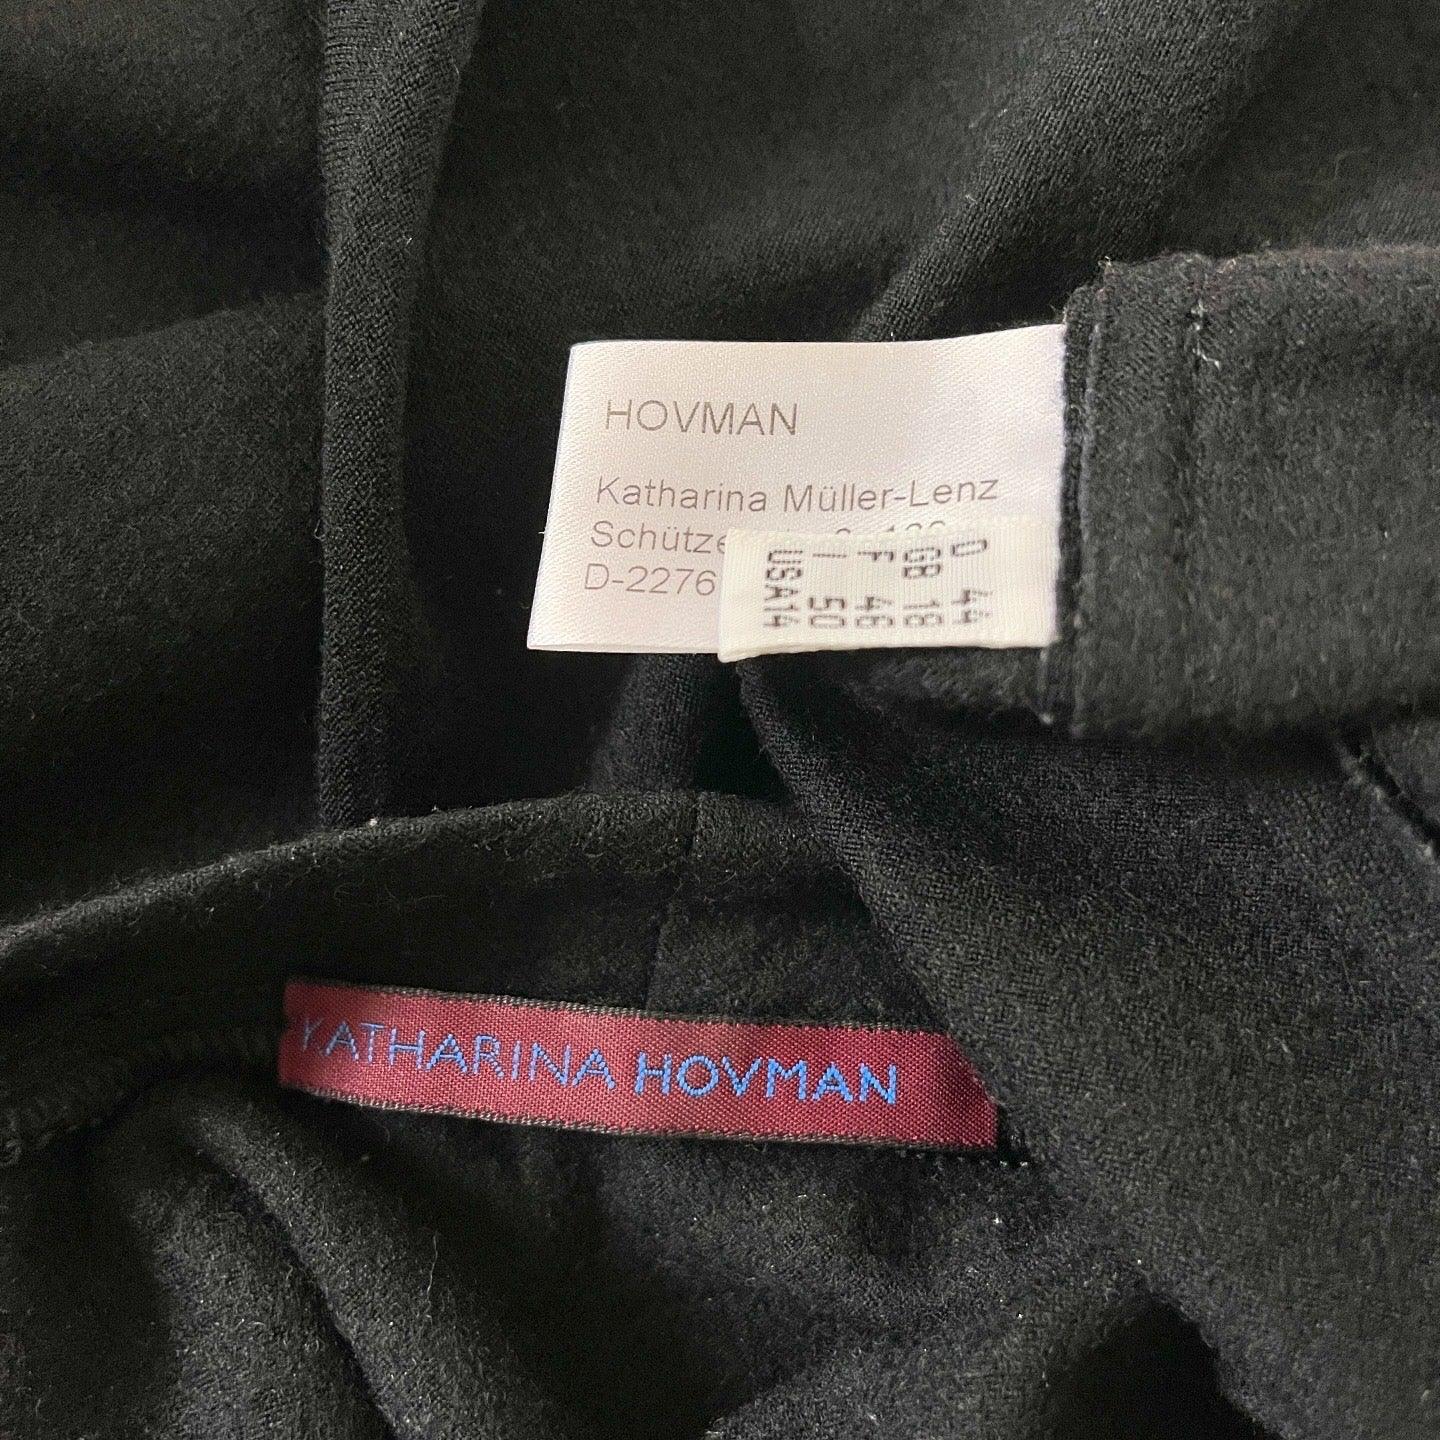 HOVMAN
Katharina Müller-Lenz
D 44
GB 18
F 46
I 50
USA14
KATHARINA HOVMAN